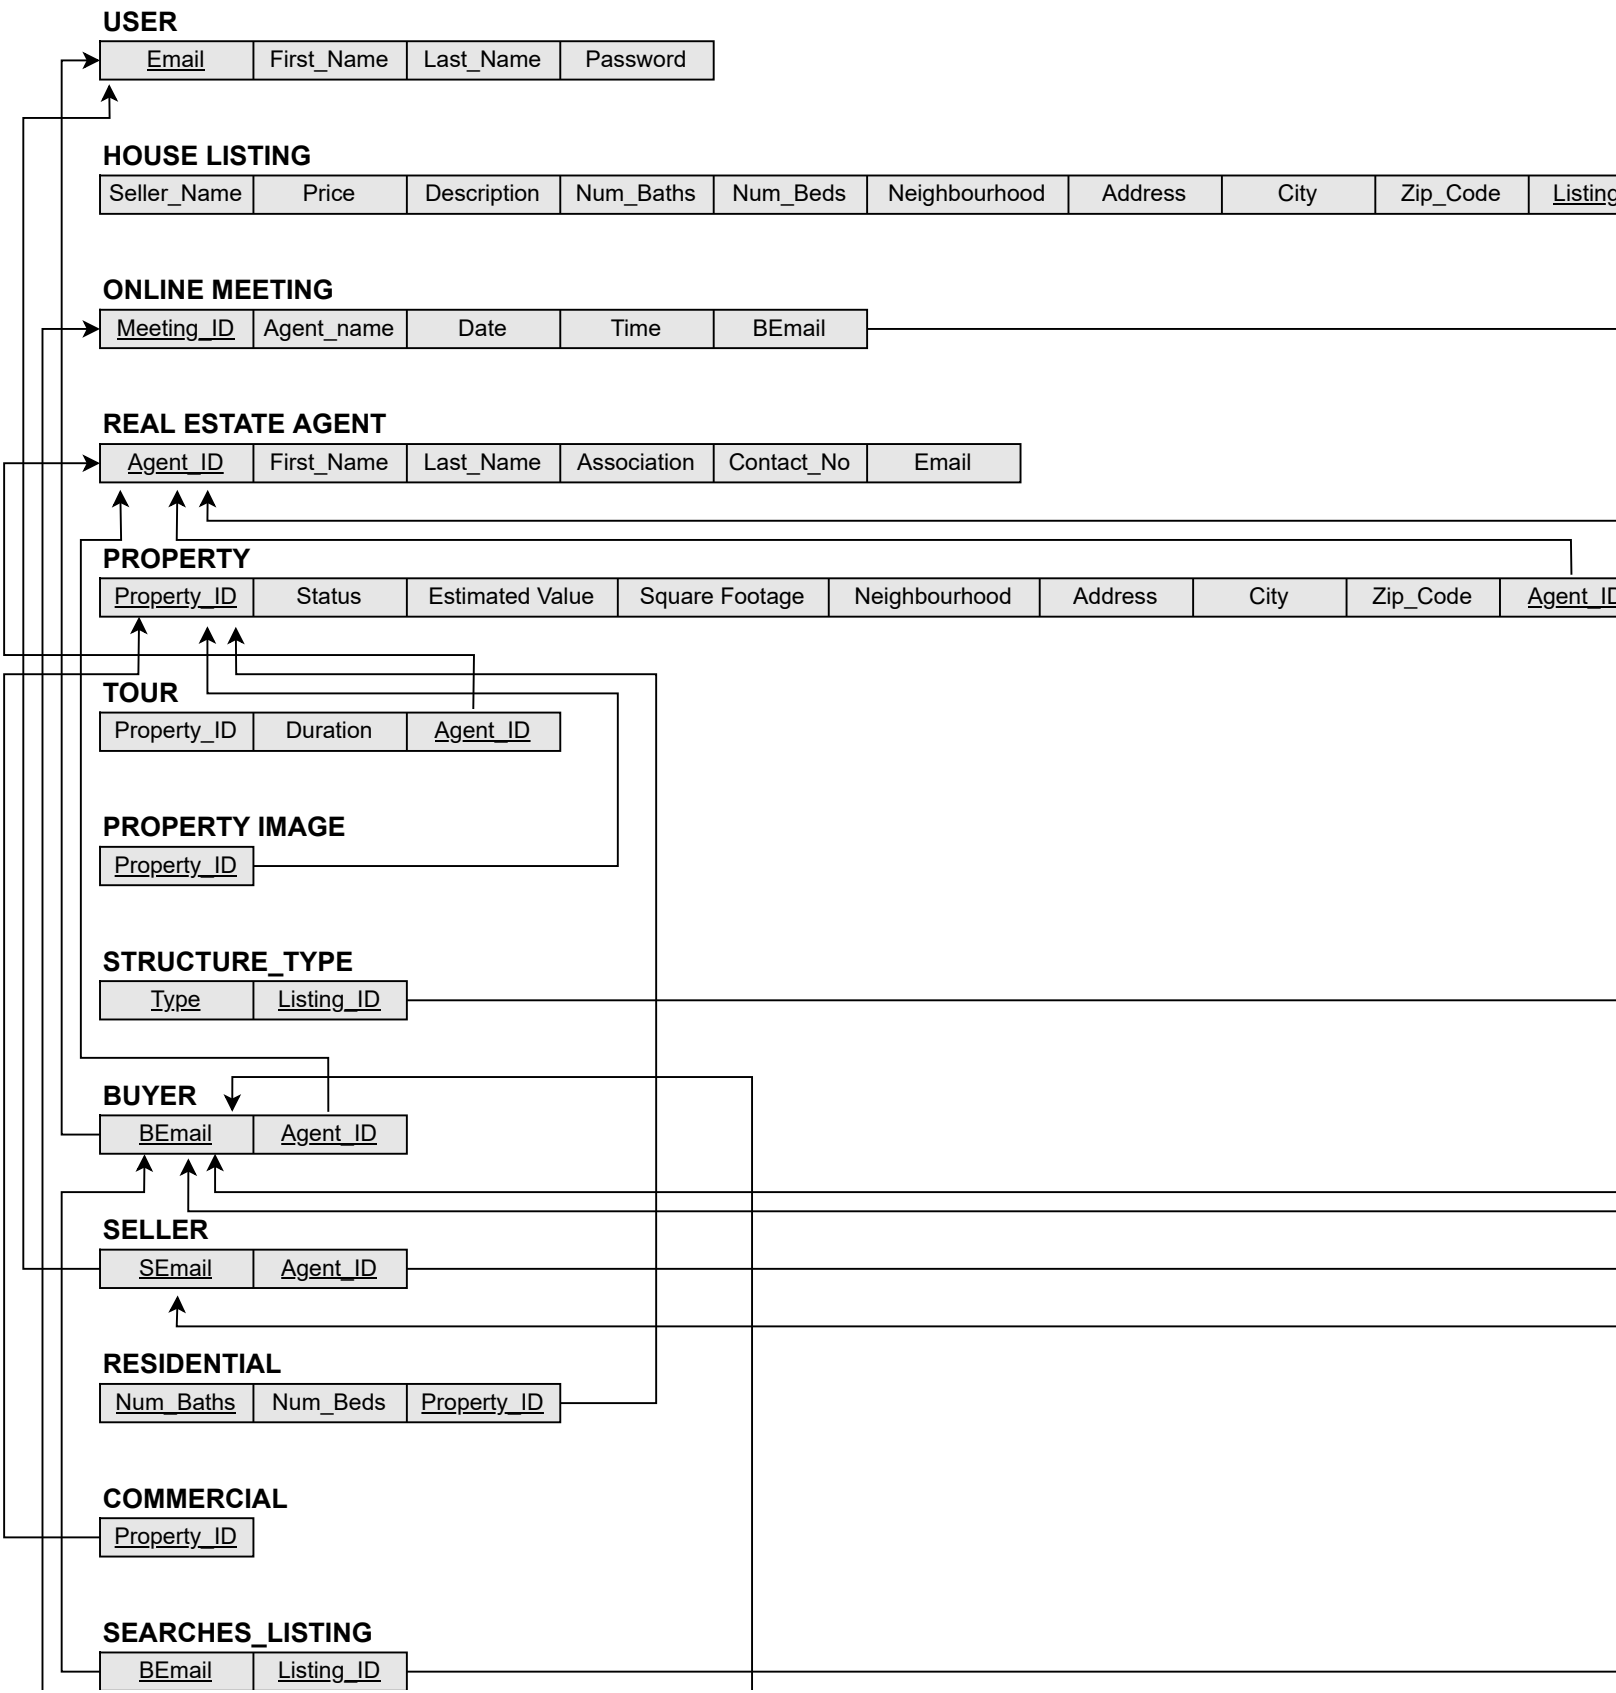 USER
Email First_Name Last_Name Password
HOUSE LISTING
Seller_Name Price Description Num_Baths Num_Beds Neighbourhood Address City Zip_Code Listing
ONLINE MEETING
Meeting_ID Agent_name Date Time BEmail
REAL ESTATE AGENT
Agent_ID First_Name Last_Name Association Contact_No Email
PROPERTY
Property_ID Status Estimated Value Square Footage Neighbourhood Address City Zip_Code Agent_ID
TOUR
Property_ID Duration Agent_ID
PROPERTY IMAGE
Property_ID
STRUCTURE_TYPE
Type Listing_ID
BUYER
BEmail Agent_ID
SELLER
SEmail Agent_ID
RESIDENTIAL
Num_Baths Num_Beds Property_ID
COMMERCIAL
Property_ID
SEARCHES_LISTING
BEmail Listing_ID